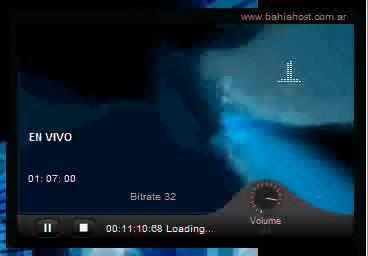 www.bahiahost.com.ar
EN VIVO
01: 07: 00
Bitrate 32
Volume
00:11:10:68 Loading...